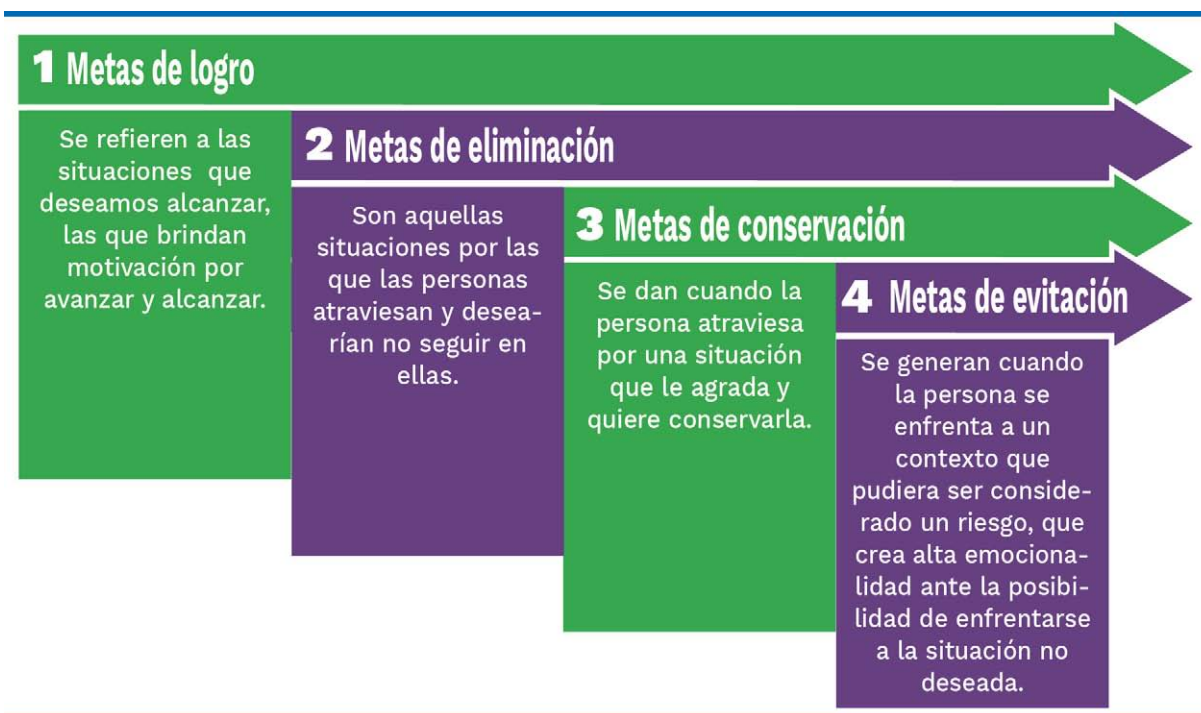 1 Metas de logro
Se refieren a las
situaciones que
deseamos alcanzar,
las que brindan
motivación por
avanzar y alcanzar.
2 Metas de eliminación
Son aquellas
situaciones por las
que las personas
atraviesan y desea-
rían no seguir en
ellas.
3 Metas de conservación
Se dan cuando la
persona atraviesa
por una situación
que le agrada y
quiere conservarla.
4 Metas de evitación
Se generan cuando
la persona se
enfrenta a un
contexto que
pudiera ser conside-
rado un riesgo, que
crea alta emociona-
lidad ante la posibi-
lidad de enfrentarse
a la situación no
deseada.